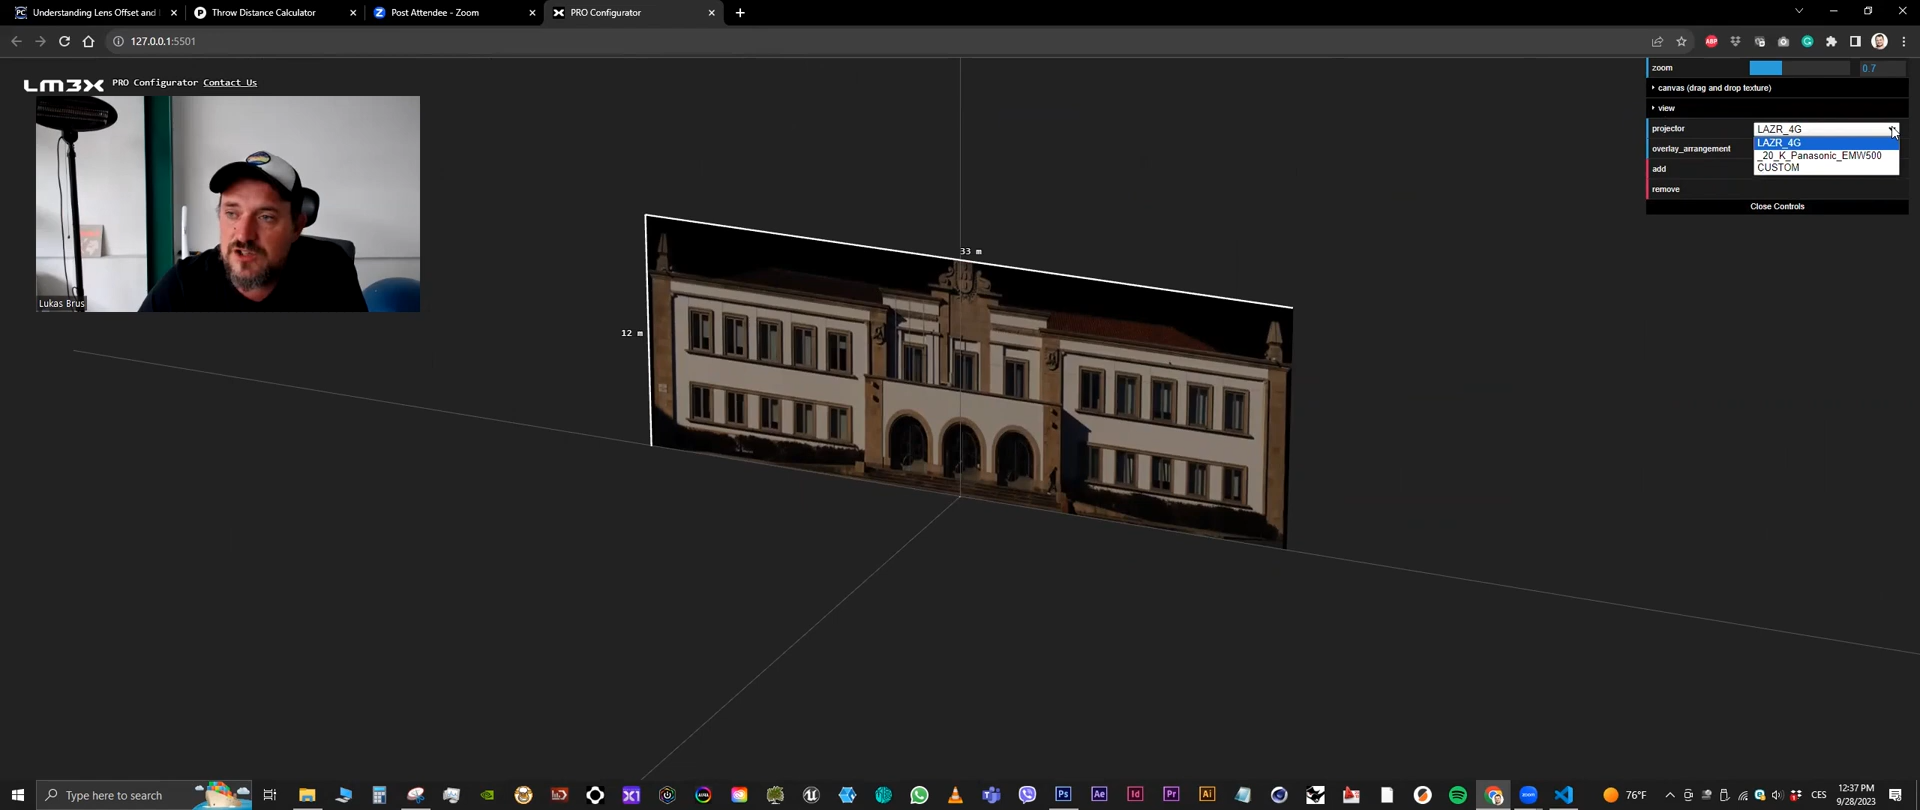 Understanding Lens Offset and
Throw Distance Calculator
Post Attendee - Zoom
PRO Configurator
127.0.0.1:5501
LM3X PRO Configurator Contact Us
zoom 0.7
canvas (drag and drop texture)
view
projector LAZR_4G
LAZR_4G
overlay_arrangement
_20_K_Panasonic_EMW500
add
CUSTOM
remove
Close Controls
33 m
12 m
Lukas Brus
Type here to search
76°F
CES
12:37 PM
9/28/2023